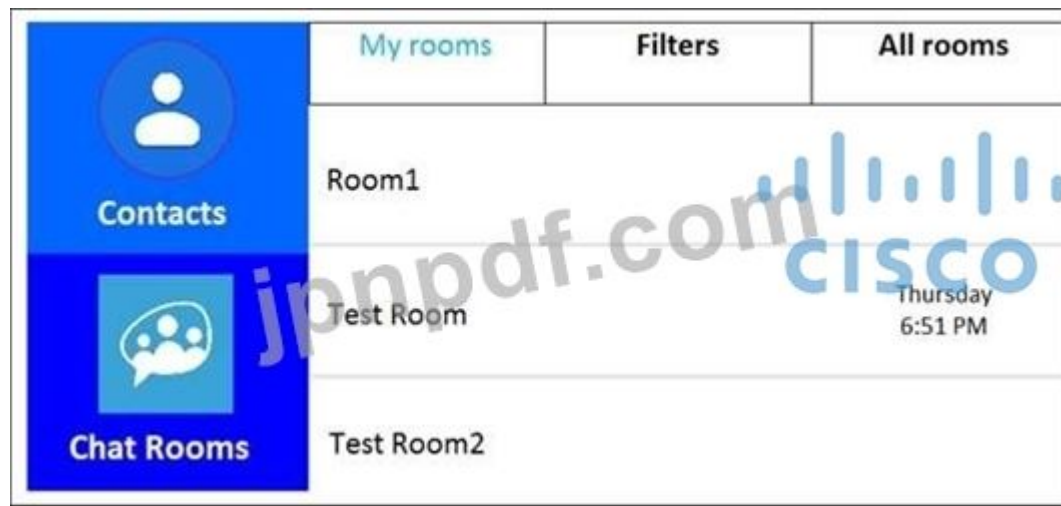 My rooms
Filters
All rooms
Contacts
Room1
CISCO
jpnpdf.com
Test Room
Thursday
6:51 PM
Chat Rooms
Test Room2